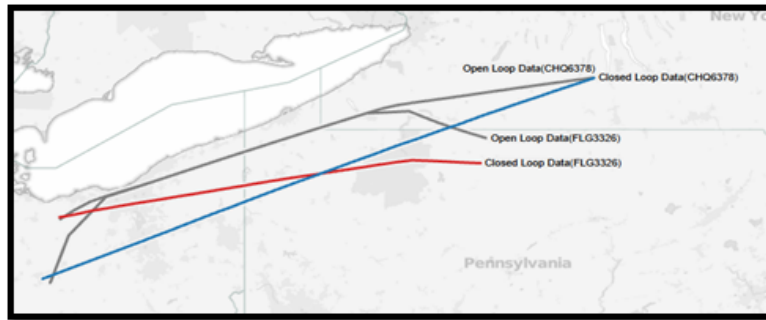 New Yo
Open Loop Data(CHQ6378)
Closed Loop Data(CHQ6378)
Open Loop Data(FLG3326)
Closed Loop Data(FLG3326)
Pennsylvania